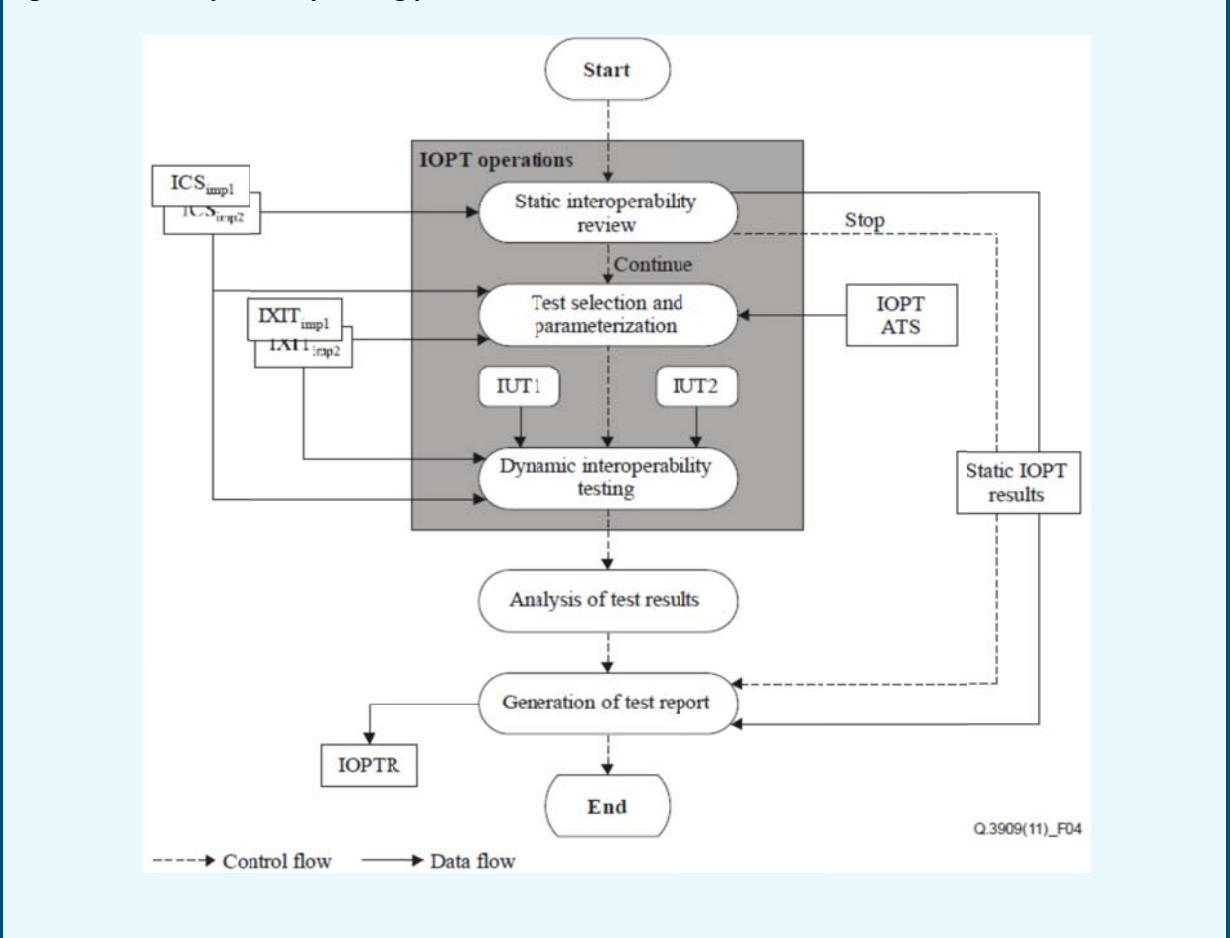 Start
IOPT operations
ICSimp1
ICSimp2
Static interoperability
review
Stop
Continue
Test selection and
parameterization
IOPT
ATS
IXITimp1
IXITimp2
IUT1
IUT2
Dynamic interoperability
testing
Static IOPT
results
Analysis of test results
Generation of test report
IOPTR
End
Q.3909(11)_F04
Control flow
Data flow